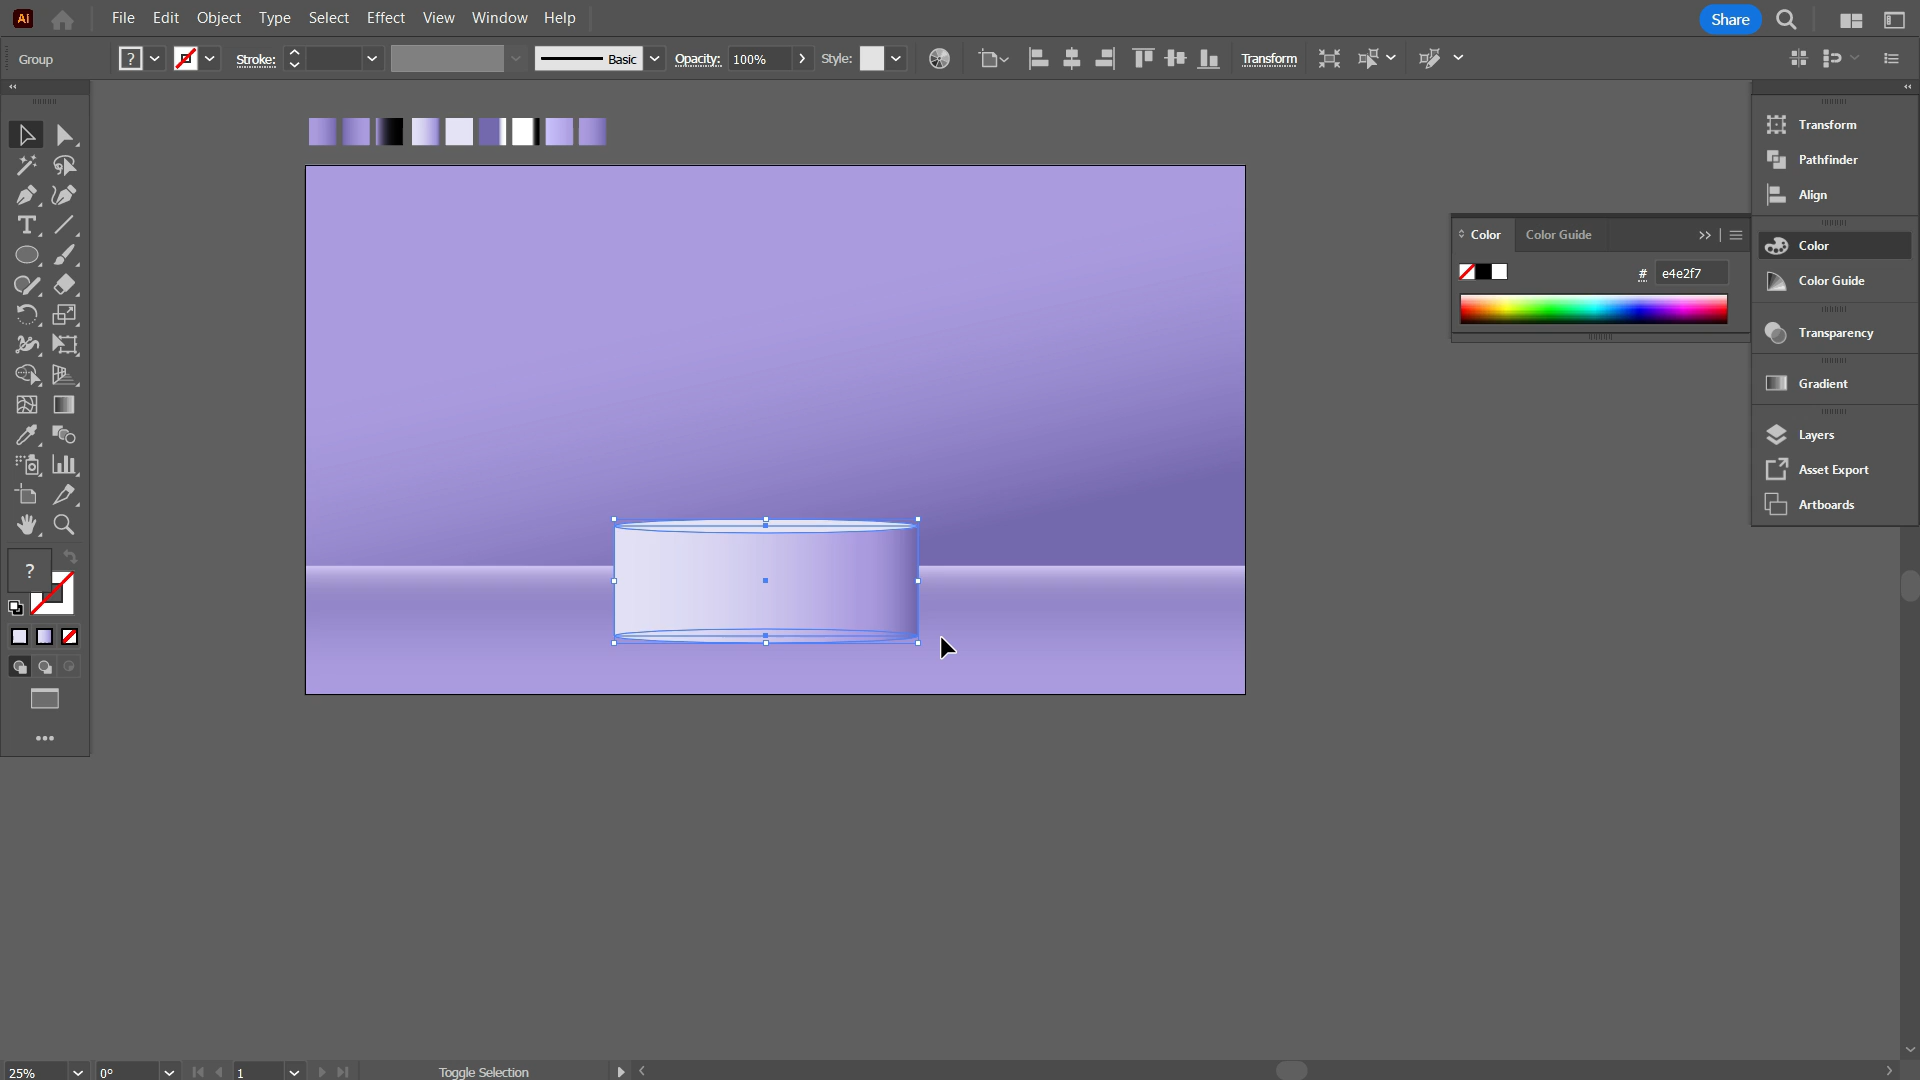 Ai File Edit Object Type Select Effect View Window Help Share
Group ? Stroke: Basic Opacity: 100% Style: Transform
Transform
Pathfinder
Align
Color Color Guide
Color
# e4e2f7
Color Guide
Transparency
Gradient
Layers
Asset Export
Artboards
?
25% 0° 1 Toggle Selection